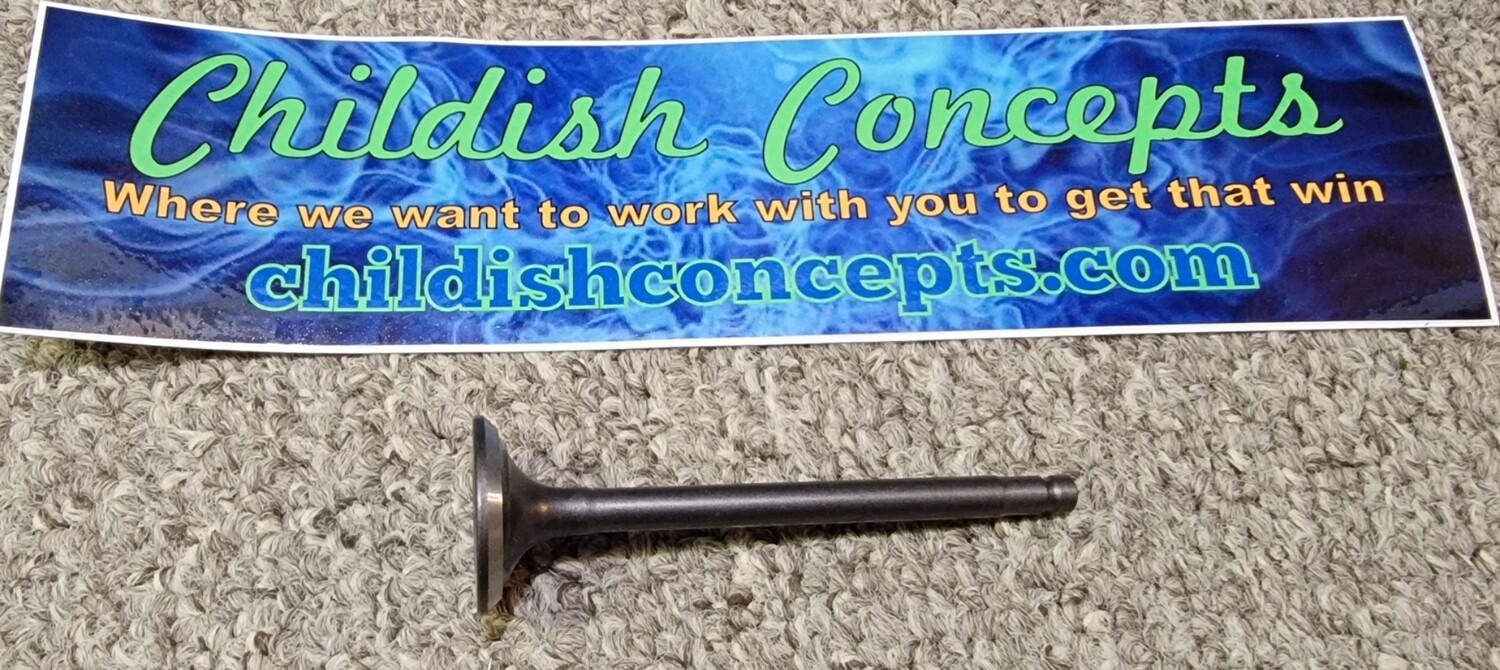 Childish Concepts
Where we want to work with you to get that win
childishconcepts.com